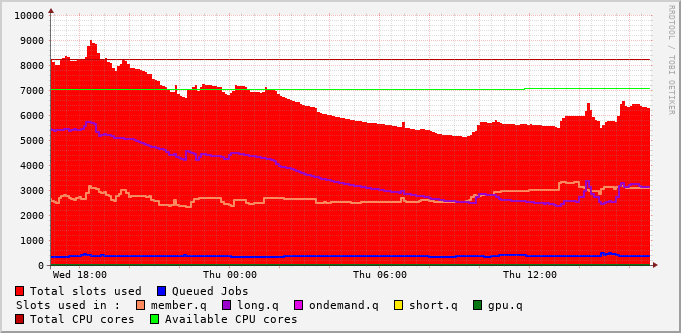 10000
9000
8000
7000
6000
5000
4000
3000
2000
1000
0
Wed 18:00 Thu 00:00 Thu 06:00 Thu 12:00
RRDTOOL / TOBI OETIKER
Total slots used Queued Jobs
Slots used in : member.q long.q ondemand.q short.q gpu.q
Total CPU cores Available CPU cores